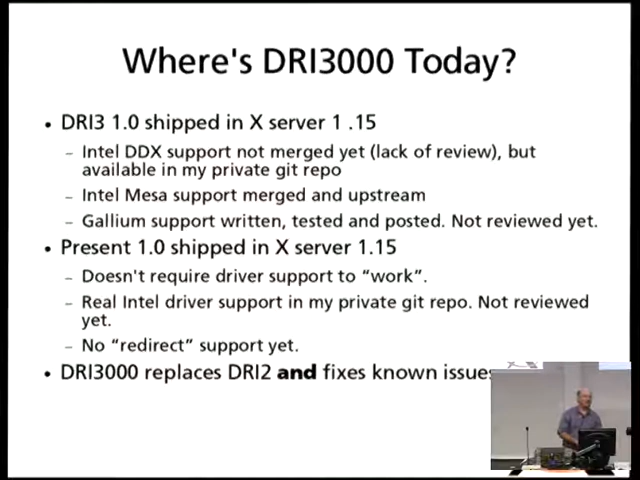 Where's DRI3000 Today?
• DRI3 1.0 shipped in X server 1 .15
– Intel DDX support not merged yet (lack of review), but
available in my private git repo
– Intel Mesa support merged and upstream
– Gallium support written, tested and posted. Not reviewed yet.
• Present 1.0 shipped in X server 1.15
– Doesn't require driver support to “work”.
– Real Intel driver support in my private git repo. Not reviewed
yet.
– No “redirect” support yet.
• DRI3000 replaces DRI2 and fixes known issues